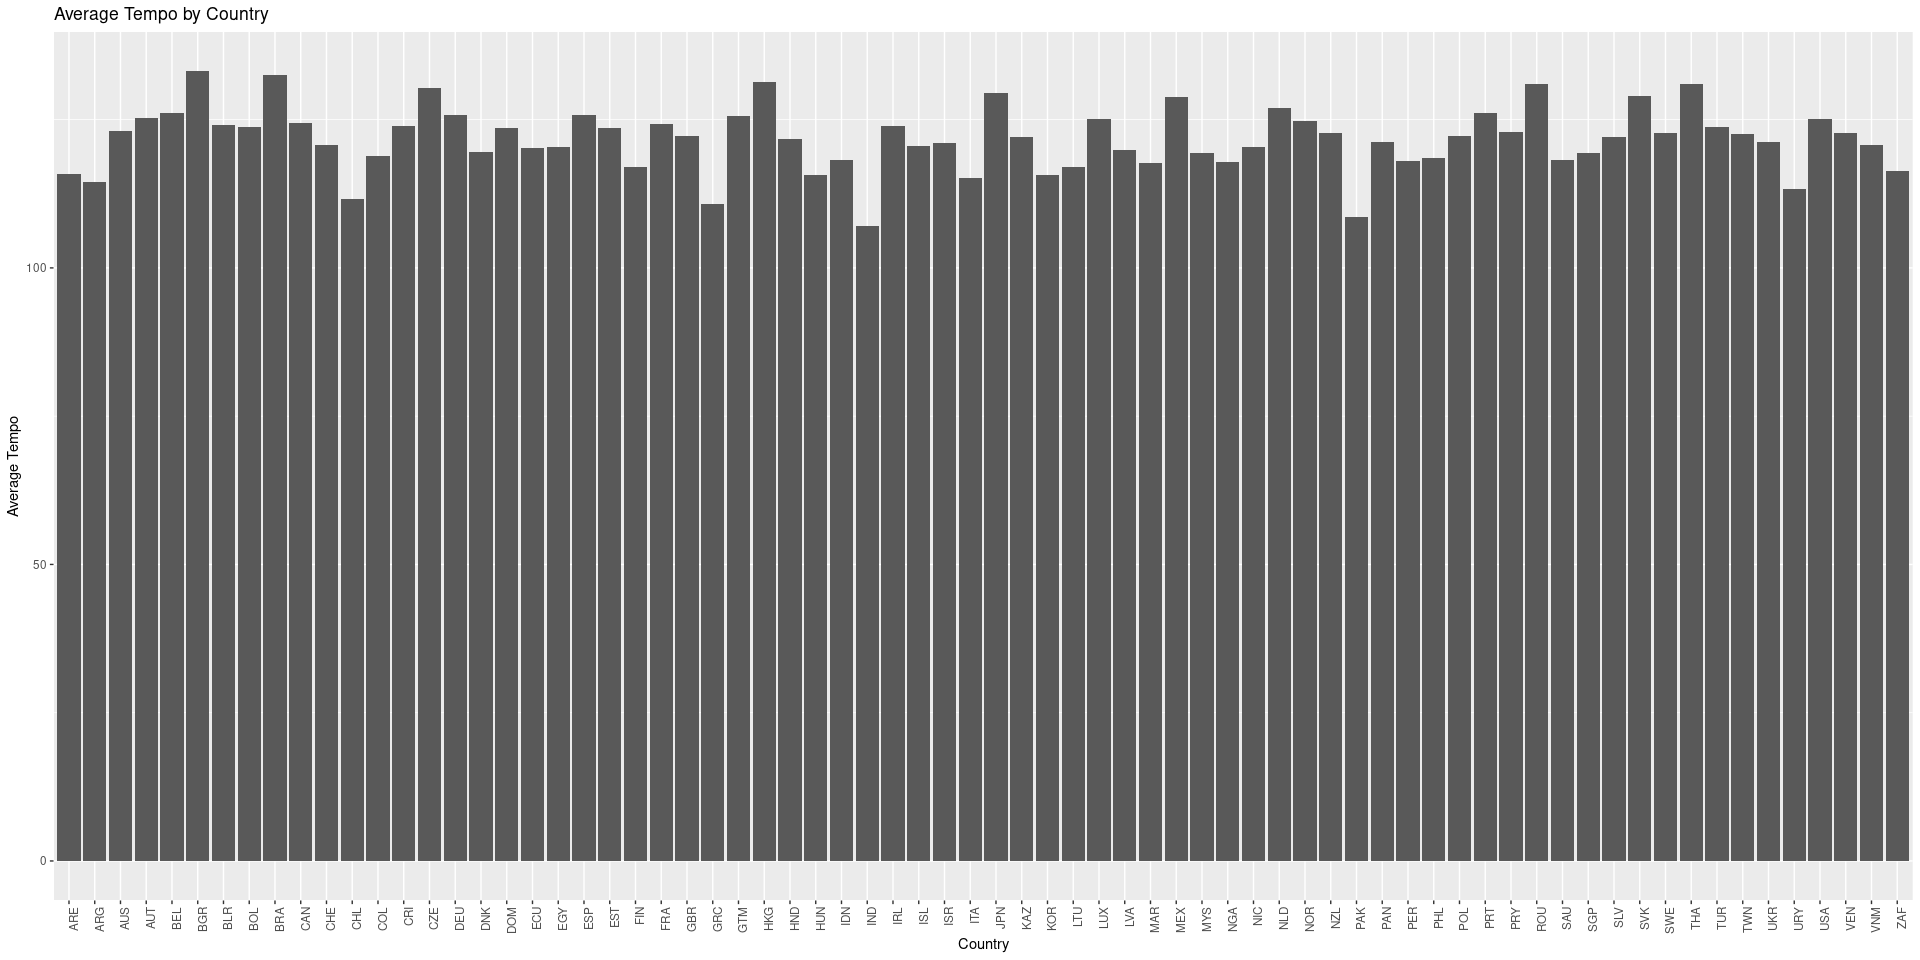 Average Tempo by Country
Average Tempo
100
50
0
ARE ARG AUS AUT BEL BGR BLR BOL BRA CAN CHE CHL COL CRI CZE DEU DNK DOM ECU EGY ESP EST FIN FRA GBR GRC GTM HKG HND HUN IDN IND IRL ISL ISR ITA JPN KAZ KOR LTU LUX LVA MAR MEX MYS NGA NIC NLD NOR NZL PAK PAN PER PHL POL PRT PRY ROU SAU SGP SLV SVK SWE THA TUR TWN UKR URY USA VEN VNM ZAF
Country